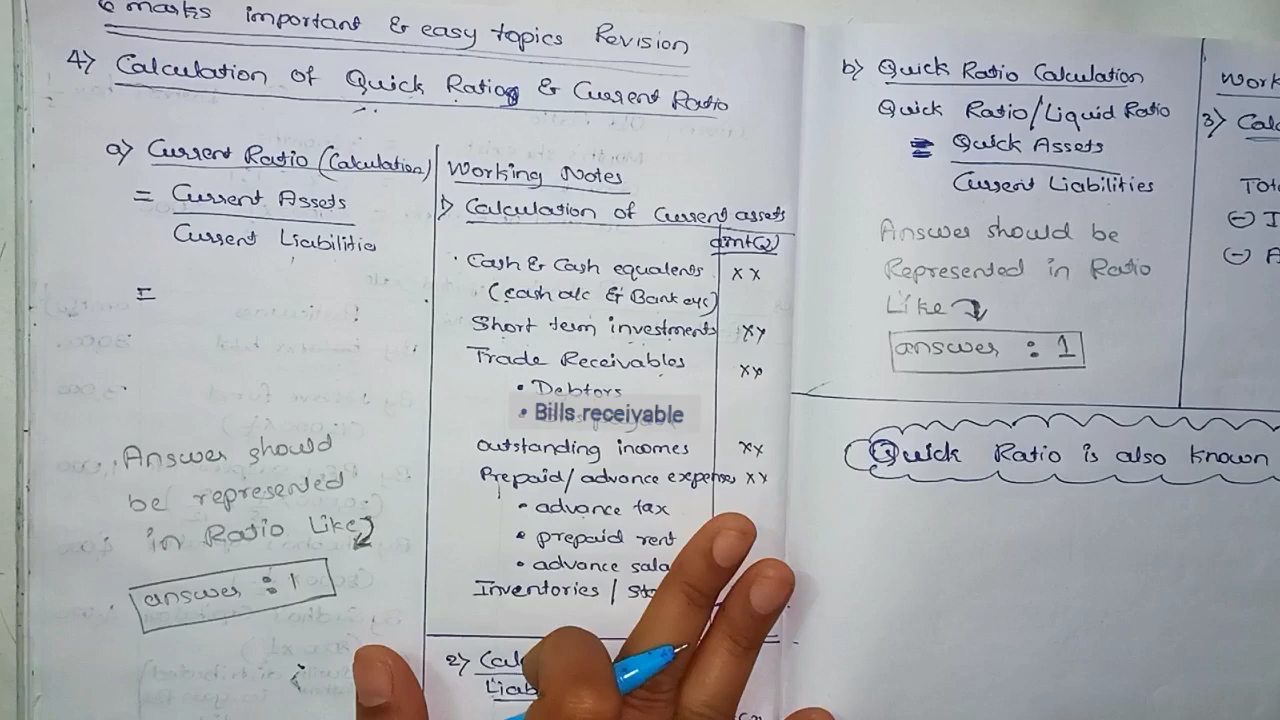 6 marks important & easy topics Revision
4) Calculation of Quick Ratio & Current Ratio
a) Current Ratio (Calculation)
= Current Assets
Current Liabilities
=
Answer should
be represented
in Ratio Like
answer : 1
Working Notes
1) Calculation of Current assets
amt(₹)
Cash & Cash equalents xx
(cash a/c & Bank a/c)
Short term investments xx
Trade Receivables xx
• Debtors
• Bills receiyable
outstanding incomes xx
Prepaid/advance expenses xx
• advance tax
• prepaid rent
• advance sala
Inventories / Sto
2) Cal
Liab
b) Quick Ratio Calculation
Quick Ratio/Liquid Ratio
= Quick Assets
Current Liabilities
Answer should be
Represented in Ratio
Like
answer : 1
Quick Ratio is also known
Work
3) Calc
Tot
(-) I
(-) A